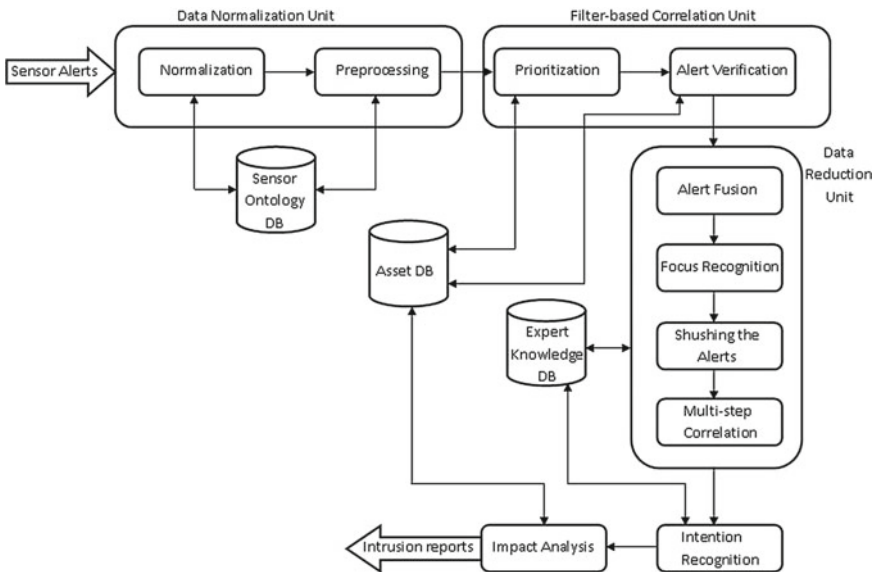 Data Normalization Unit
Filter-based Correlation Unit
Sensor Alerts
Normalization
Preprocessing
Prioritization
Alert Verification
Sensor
Ontology
DB
Data
Reduction
Unit
Alert Fusion
Asset DB
Focus Recognition
Expert
Knowledge
DB
Shushing the
Alerts
Multi-step
Correlation
Intrusion reports
Impact Analysis
Intention
Recognition